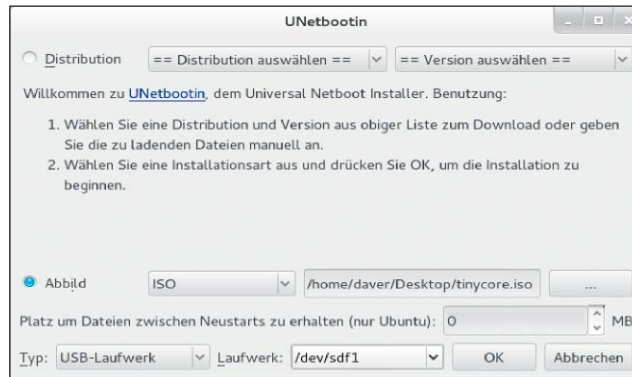 UNetbootin
Distribution == Distribution auswählen == == Version auswählen ==
Willkommen zu UNetbootin, dem Universal Netboot Installer. Benutzung:
1. Wählen Sie eine Distribution und Version aus obiger Liste zum Download oder geben
Sie die zu ladenden Dateien manuell an.
2. Wählen Sie eine Installationsart aus und drücken Sie OK, um die Installation zu
beginnen.
Abbild ISO /home/daver/Desktop/tinycore.iso ...
Platz um Dateien zwischen Neustarts zu erhalten (nur Ubuntu): 0 MB
Typ: USB-Laufwerk Laufwerk: /dev/sdf1 OK Abbrechen